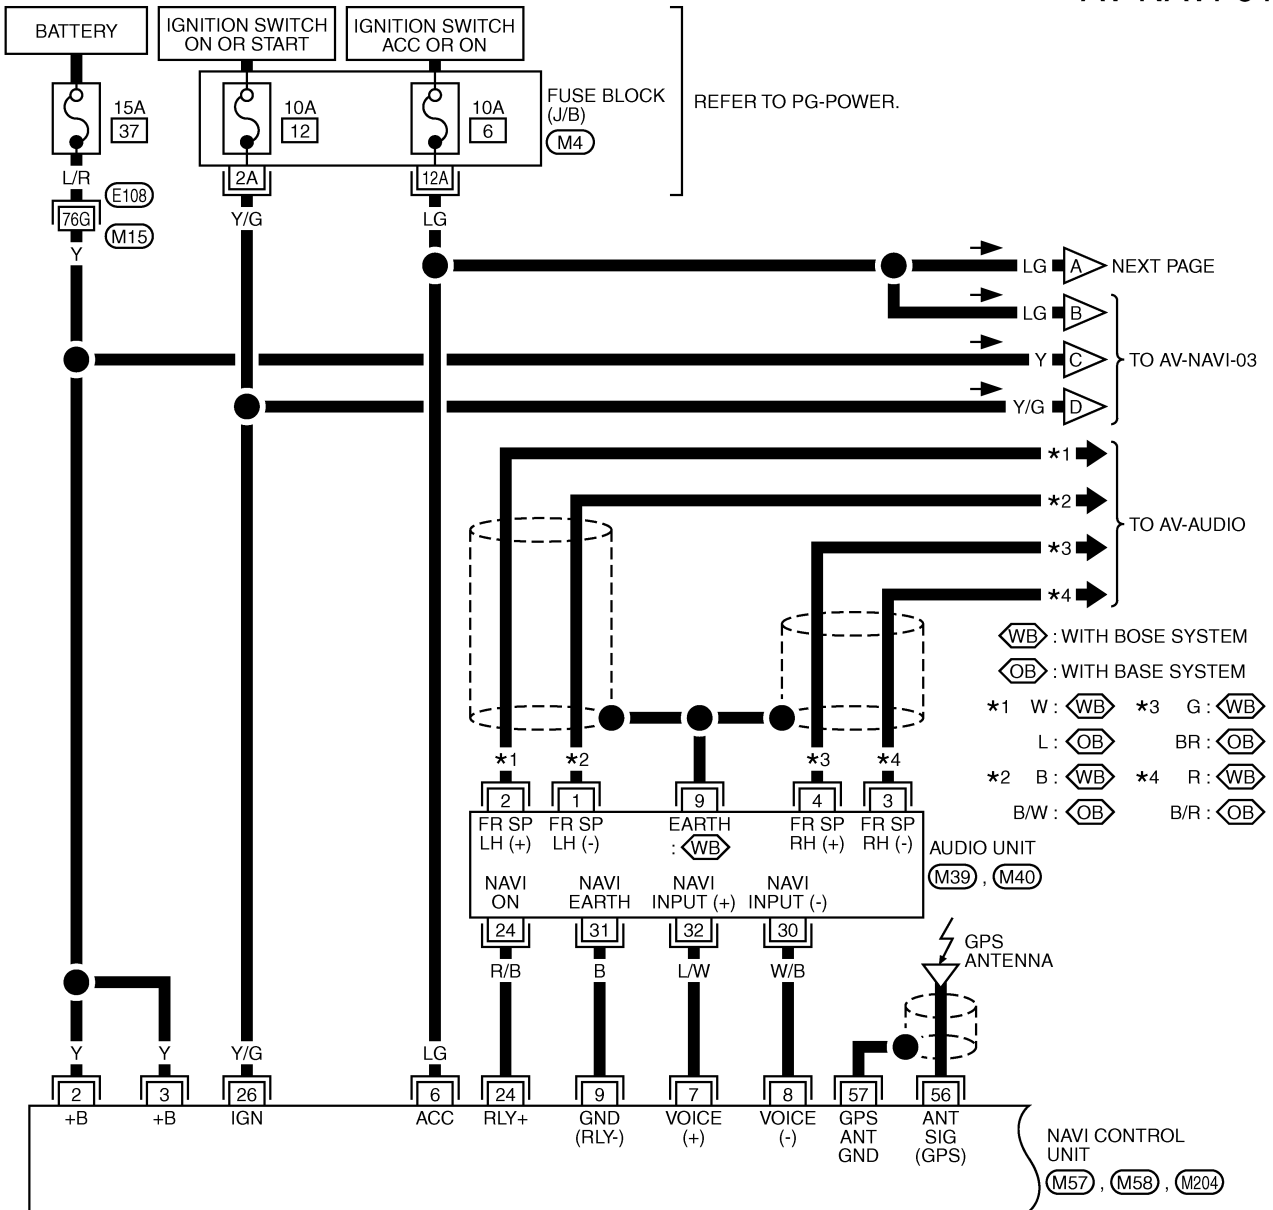 BATTERY
IGNITION SWITCH
ON OR START
IGNITION SWITCH
ACC OR ON
15A
37
10A
12
10A
6
FUSE BLOCK
(J/B)
M4
REFER TO PG-POWER.
L/R
E108
76G
M15
Y
2A
Y/G
12A
LG
LG A NEXT PAGE
LG B
Y C
Y/G D
TO AV-NAVI-03
*1
*2
*3
*4
TO AV-AUDIO
WB : WITH BOSE SYSTEM
OB : WITH BASE SYSTEM
*1 W : WB *3 G : WB
L : OB BR : OB
*2 B : WB *4 R : WB
B/W : OB B/R : OB
*1 *2 *3 *4
2 1 9 4 3
FR SP
LH (+)
FR SP
LH (-)
EARTH
: WB
FR SP
RH (+)
FR SP
RH (-)
AUDIO UNIT
M39 , M40
NAVI
ON
NAVI
EARTH
NAVI
INPUT (+)
NAVI
INPUT (-)
24 31 32 30
R/B B L/W W/B
GPS
ANTENNA
Y Y Y/G LG
2 3 26 6 24 9 7 8 57 56
+B
+B
IGN
ACC
RLY+
GND
(RLY-)
VOICE
(+)
VOICE
(-)
GPS
ANT
GND
ANT
SIG
(GPS)
NAVI CONTROL
UNIT
M57 , M58 , M204